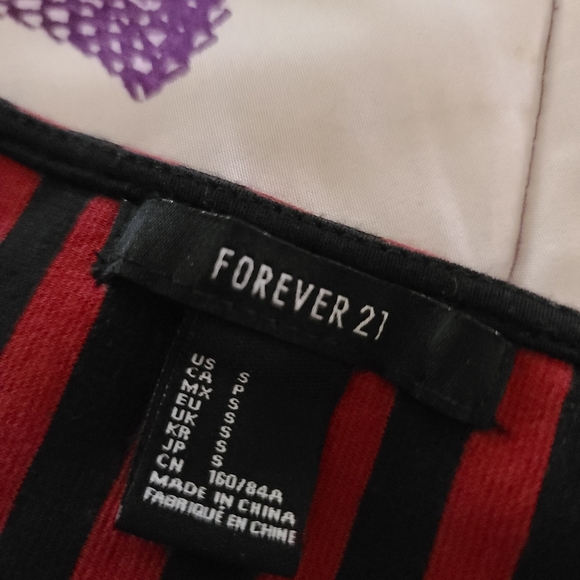 FOREVER 21
US S
CA P
MX S
EU S
UK S
KR S
JP S
CN 160/84A
MADE IN CHINA
FABRIQUÉ EN CHINE